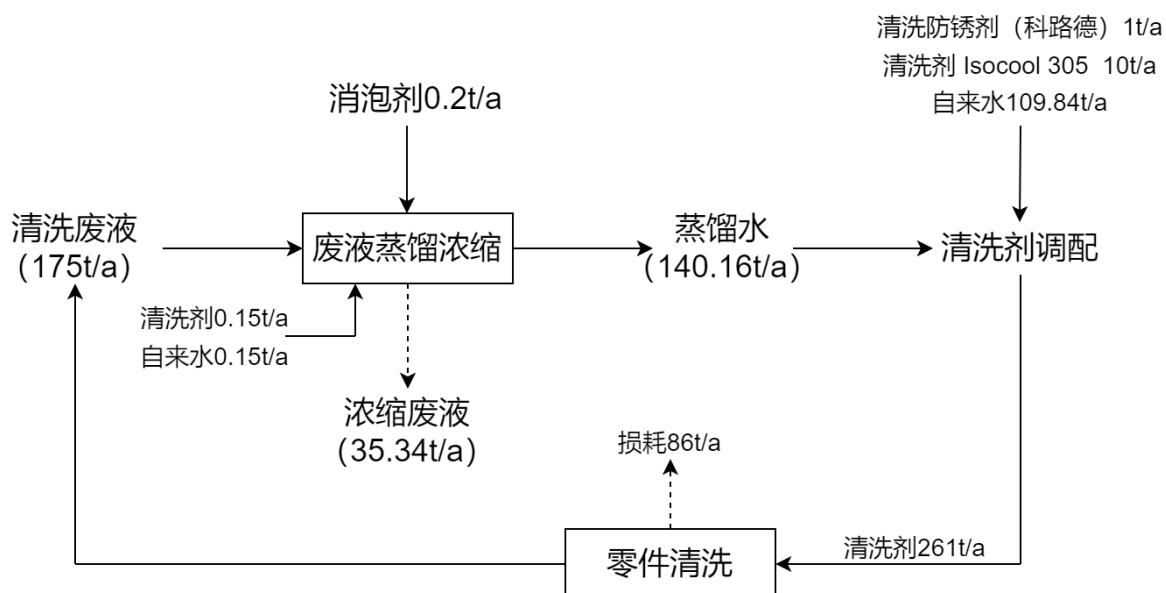 清洗防锈剂（科路德）1t/a
清洗剂 Isocool 305  10t/a
自来水109.84t/a
消泡剂0.2t/a
清洗废液
(175t/a)
废液蒸馏浓缩
蒸馏水
(140.16t/a)
清洗剂调配
清洗剂0.15t/a
自来水0.15t/a
浓缩废液
(35.34t/a)
损耗86t/a
零件清洗
清洗剂261t/a